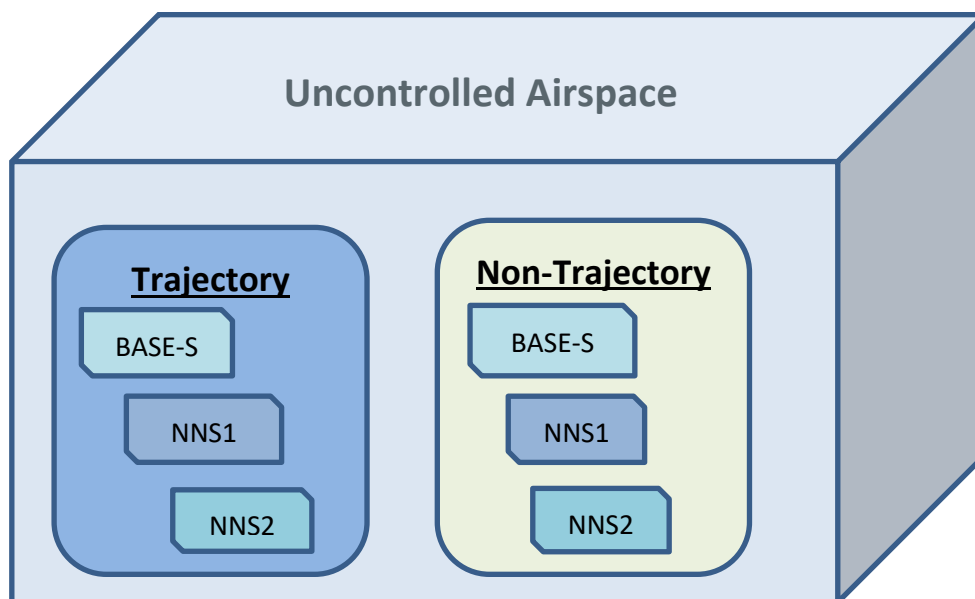 Uncontrolled Airspace
Trajectory
BASE-S
NNS1
NNS2
Non-Trajectory
BASE-S
NNS1
NNS2